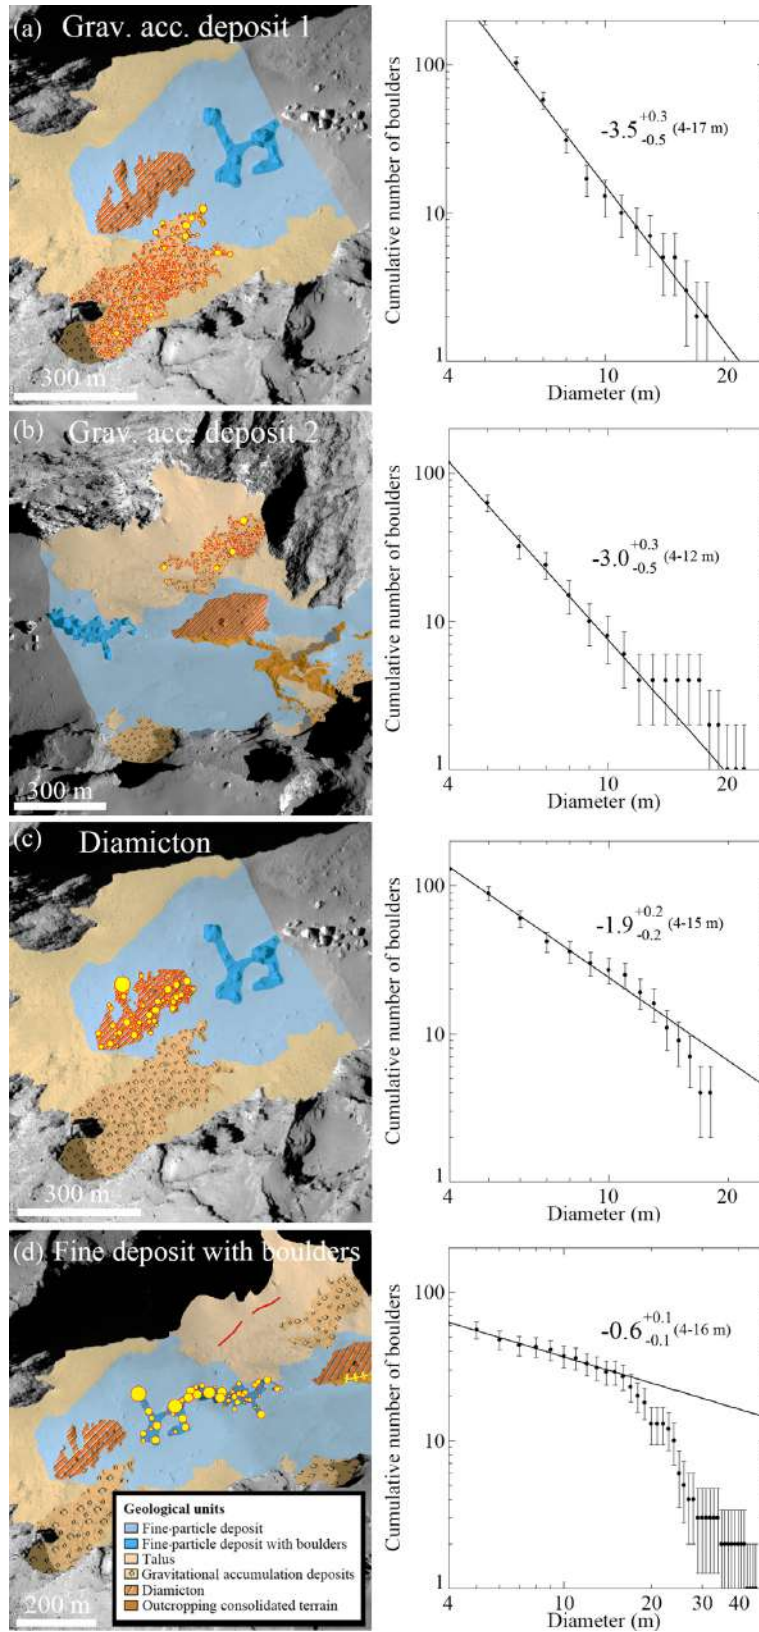 (a) Grav. acc. deposit 1
300 m
Cumulative number of boulders
100
10
1
-3.5 +0.3 -0.5 (4-17 m)
4 10 20
Diameter (m)
(b) Grav. acc. deposit 2
300 m
Cumulative number of boulders
100
10
1
-3.0 +0.3 -0.5 (4-12 m)
4 10 20
Diameter (m)
(c) Diamicton
300 m
Cumulative number of boulders
100
10
1
-1.9 +0.2 -0.2 (4-15 m)
4 10 20
Diameter (m)
(d) Fine deposit with boulders
200 m
Geological units
Fine-particle deposit
Fine-particle deposit with boulders
Talus
Gravitational accumulation deposits
Diamicton
Outcropping consolidated terrain
Cumulative number of boulders
100
10
1
-0.6 +0.1 -0.1 (4-16 m)
4 10 20 30 40
Diameter (m)